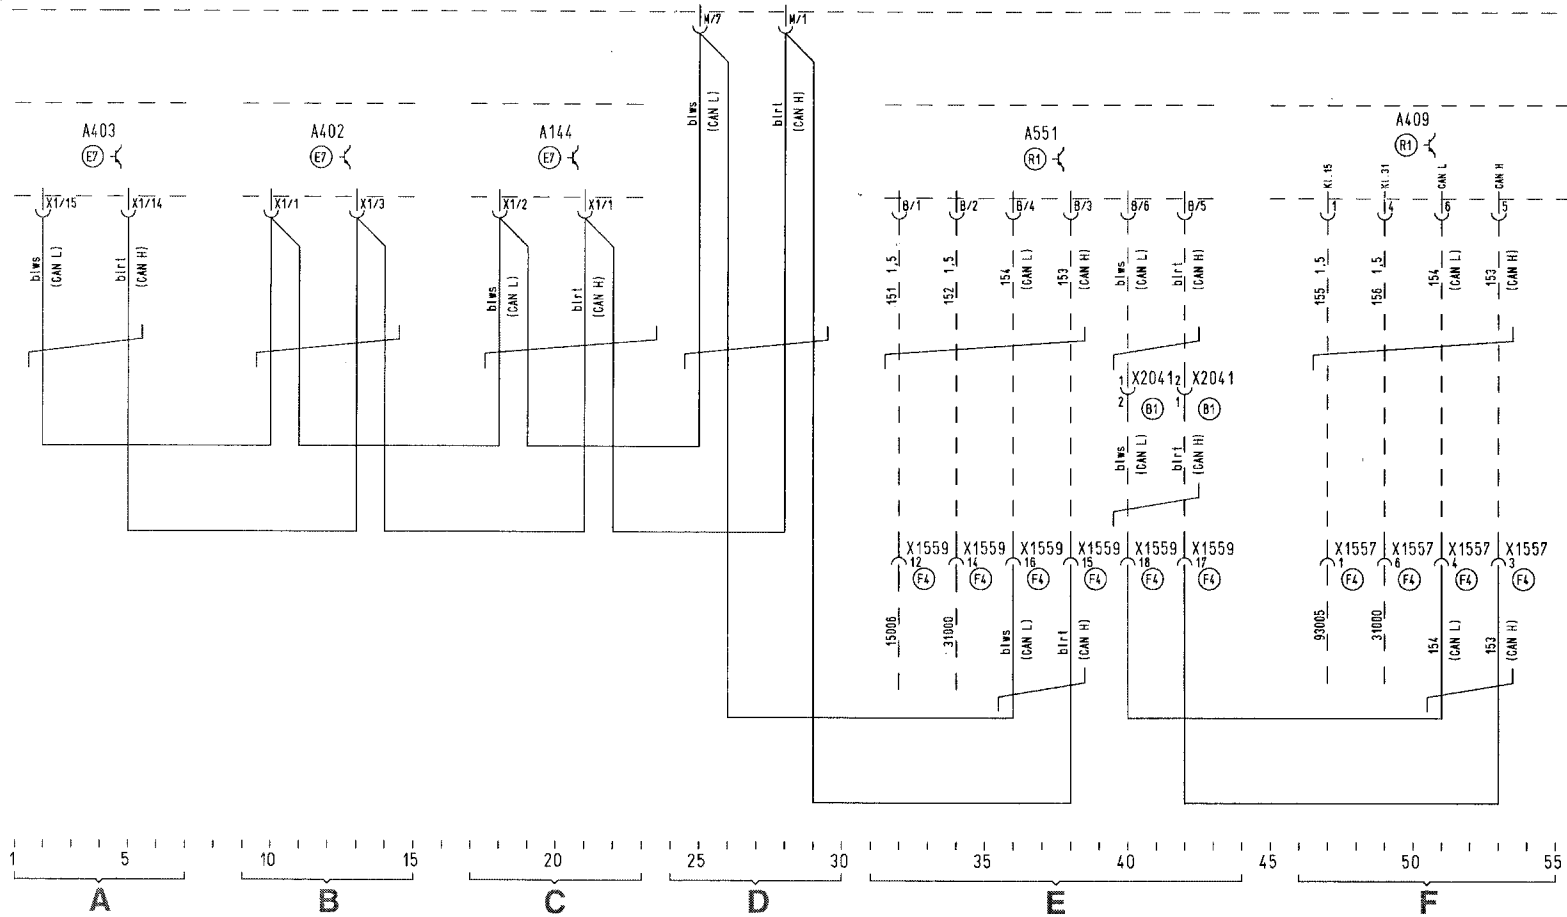 M/7 M/1
blws (CAN L) blrt (CAN H)
A403 A402 A144 A551 A409
E7 E7 E7 R1 R1
Kl.15 Kl.31 CAN L CAN H
X1/15 X1/14 X1/1 X1/3 X1/2 X1/1 B/1 B/2 B/4 B/3 B/6 B/5 1 4 6 5
blws (CAN L) blrt (CAN H) blws (CAN L) blrt (CAN H) 151 1,5 152 1,5 154 (CAN L) 153 (CAN H) blws (CAN L) blrt (CAN H) 155 1,5 156 1,5 154 (CAN L) 153 (CAN H)
1 X2041 2 X2041
2 B1 1 B1
blws (CAN L) blrt (CAN H)
X1559 X1559 X1559 X1559 X1559 X1559 X1557 X1557 X1557 X1557
12 14 16 15 18 17 1 6 4 3
F4 F4 F4 F4 F4 F4 F4 F4 F4 F4
15006 31000 blws (CAN L) blrt (CAN H) 93005 31000 154 (CAN L) 153 (CAN H)
1 5 10 15 20 25 30 35 40 45 50 55
A B C D E F